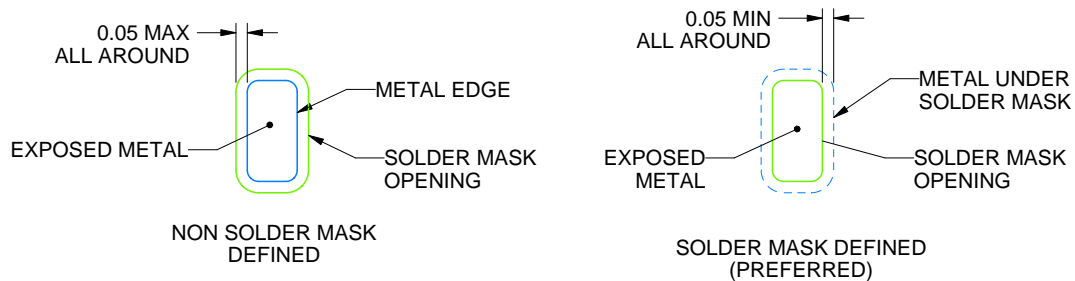 0.05 MAX
ALL AROUND
METAL EDGE
EXPOSED METAL
SOLDER MASK
OPENING
NON SOLDER MASK
DEFINED
0.05 MIN
ALL AROUND
METAL UNDER
SOLDER MASK
EXPOSED
METAL
SOLDER MASK
OPENING
SOLDER MASK DEFINED
(PREFERRED)